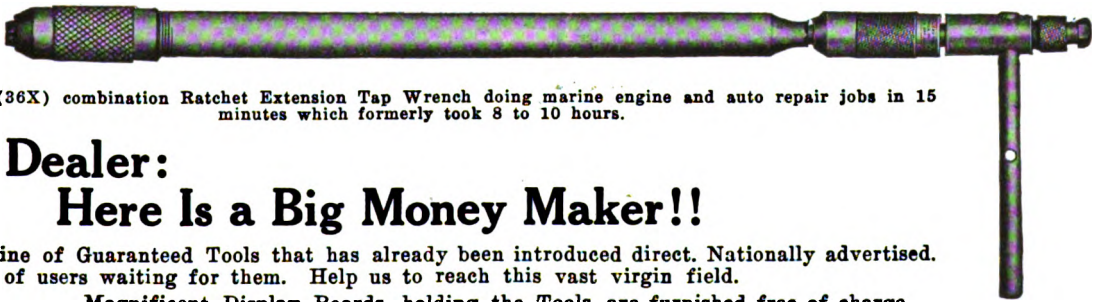 (36X) combination Ratchet Extension Tap Wrench doing marine engine and auto repair jobs in 15
minutes which formerly took 8 to 10 hours.
Dealer:
Here Is a Big Money Maker!!
ine of Guaranteed Tools that has already been introduced direct. Nationally advertised.
of users waiting for them. Help us to reach this vast virgin field.
Magnificent Display Boards, holding the Tools, are furnished free of charge